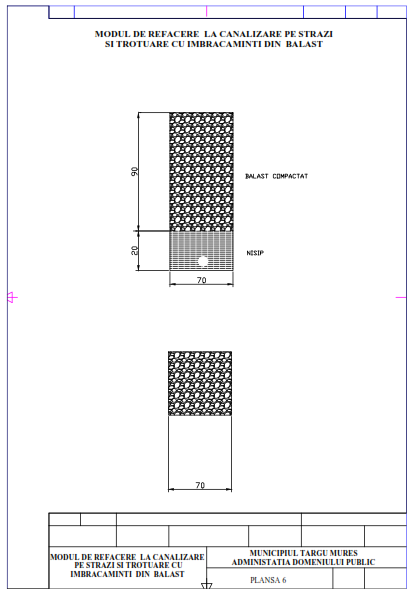 MODUL DE REFACERE LA CANALIZARE PE STRAZI
SI TROTUARE CU IMBRACAMINTI DIN BALAST
90
BALAST COMPACTAT
20
NISIP
70
70
MODUL DE REFACERE LA CANALIZARE
PE STRAZI SI TROTUARE CU
IMBRACAMINTI DIN BALAST
MUNICIPIUL TARGU MURES
ADMINISTATIA DOMENIULUI PUBLIC
PLANSA 6